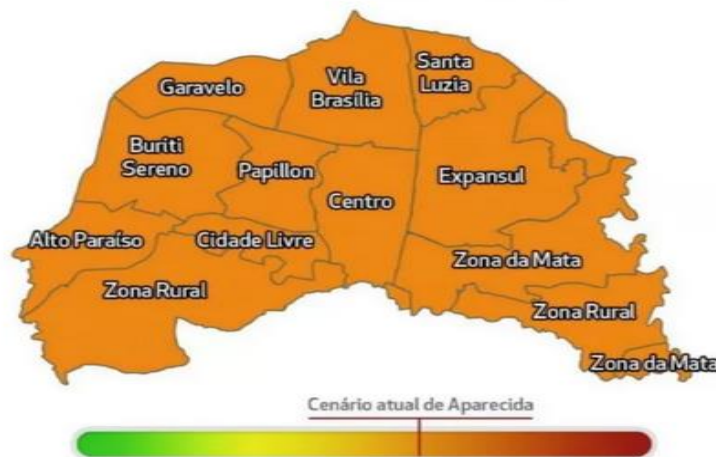 Garavelo
Vila
Brasília
Santa
Luzia
Buriti
Sereno
Papillon
Centro
Expansul
Alto Paraíso
Cidade Livre
Zona da Mata
Zona Rural
Zona Rural
Zona da Mata
Cenário atual de Aparecida